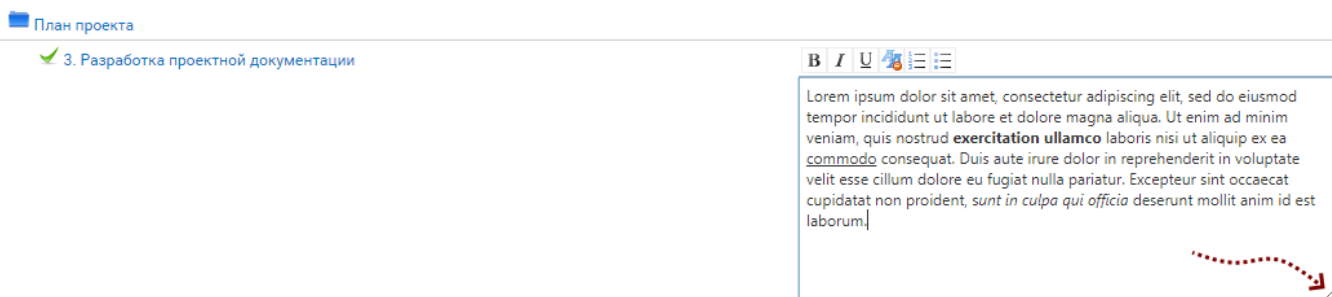 План проекта
3. Разработка проектной документации
B I U
Lorem ipsum dolor sit amet, consectetur adipiscing elit, sed do eiusmod
tempor incididunt ut labore et dolore magna aliqua. Ut enim ad minim
veniam, quis nostrud exercitation ullamco laboris nisi ut aliquip ex ea
commodo consequat. Duis aute irure dolor in reprehenderit in voluptate
velit esse cillum dolore eu fugiat nulla pariatur. Excepteur sint occaecat
cupidatat non proident, sunt in culpa qui officia deserunt mollit anim id est
laborum.